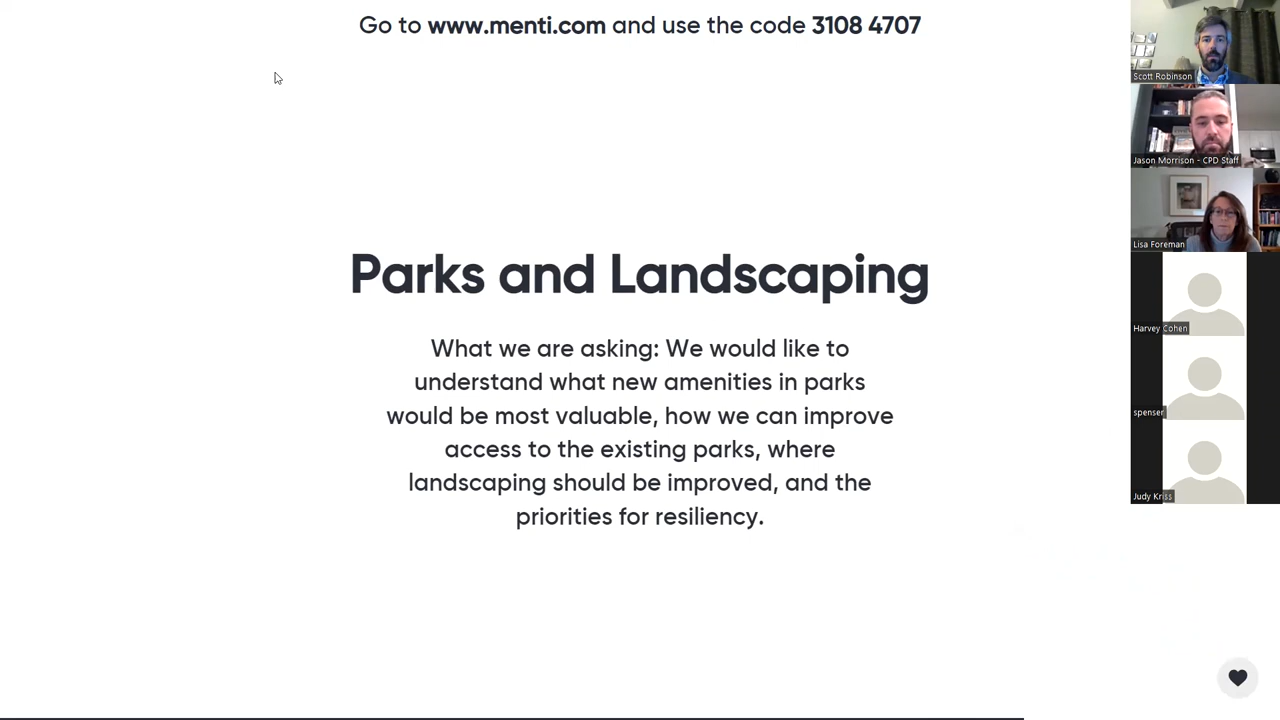 Go to www.menti.com and use the code 3108 4707
Parks and Landscaping
What we are asking: We would like to
understand what new amenities in parks
would be most valuable, how we can improve
access to the existing parks, where
landscaping should be improved, and the
priorities for resiliency.
Scott Robinson
Jason Morrison - CPD Staff
Lisa Foreman
Harvey Cohen
spenser
Judy Kriss